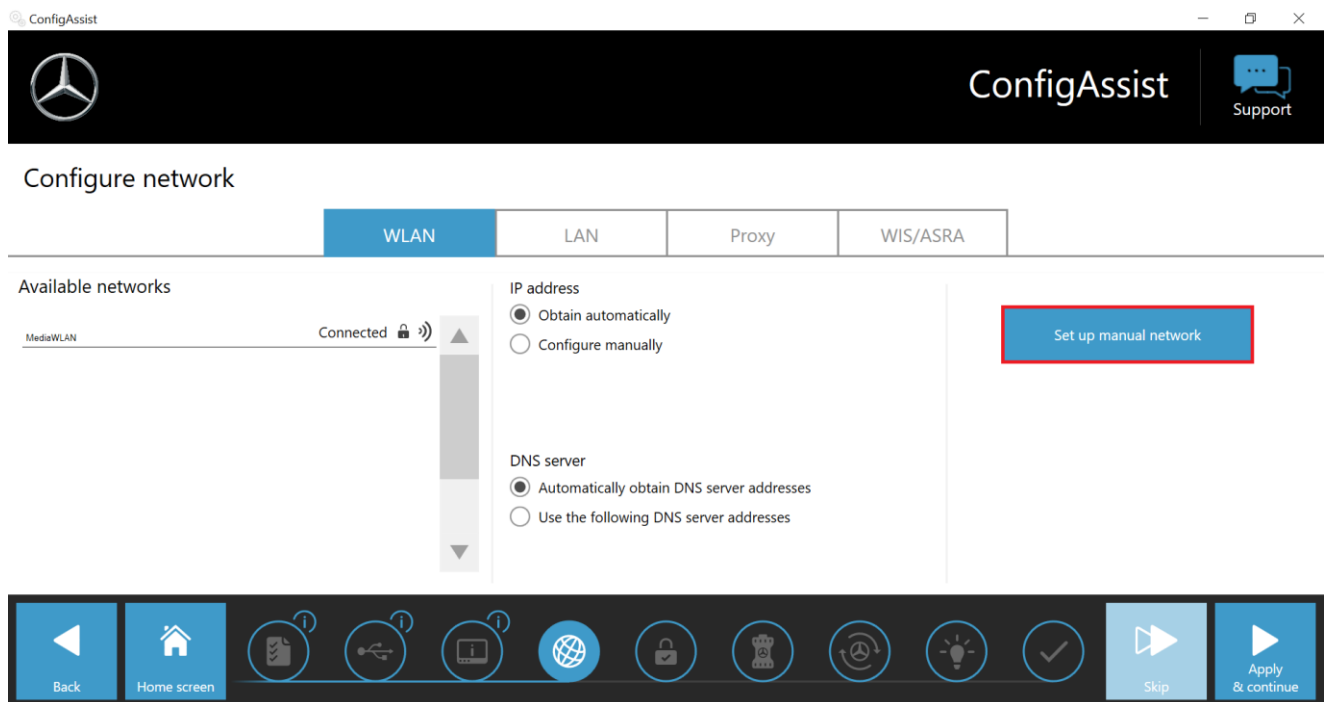 ConfigAssist
ConfigAssist
Support
Configure network
WLAN
LAN
Proxy
WIS/ASRA
Available networks
MediaWLAN
Connected
IP address
Obtain automatically
Configure manually
DNS server
Automatically obtain DNS server addresses
Use the following DNS server addresses
Set up manual network
Back
Home screen
Skip
Apply
& continue